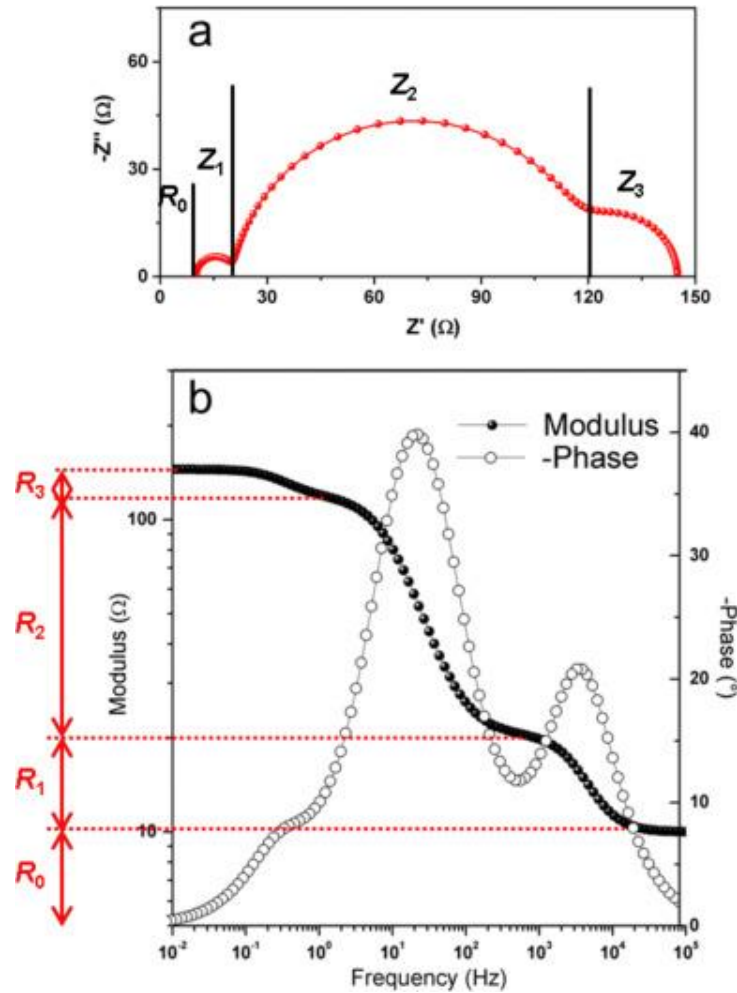 a
60
45
30
15
0
-Z'' (Ω)
R0
Z1
Z2
Z3
0 30 60 90 120 150
Z' (Ω)
b
Modulus
-Phase
R3
R2
R1
R0
100
10
Modulus (Ω)
40
30
20
10
0
-Phase (°)
10-2 10-1 100 101 102 103 104 105
Frequency (Hz)